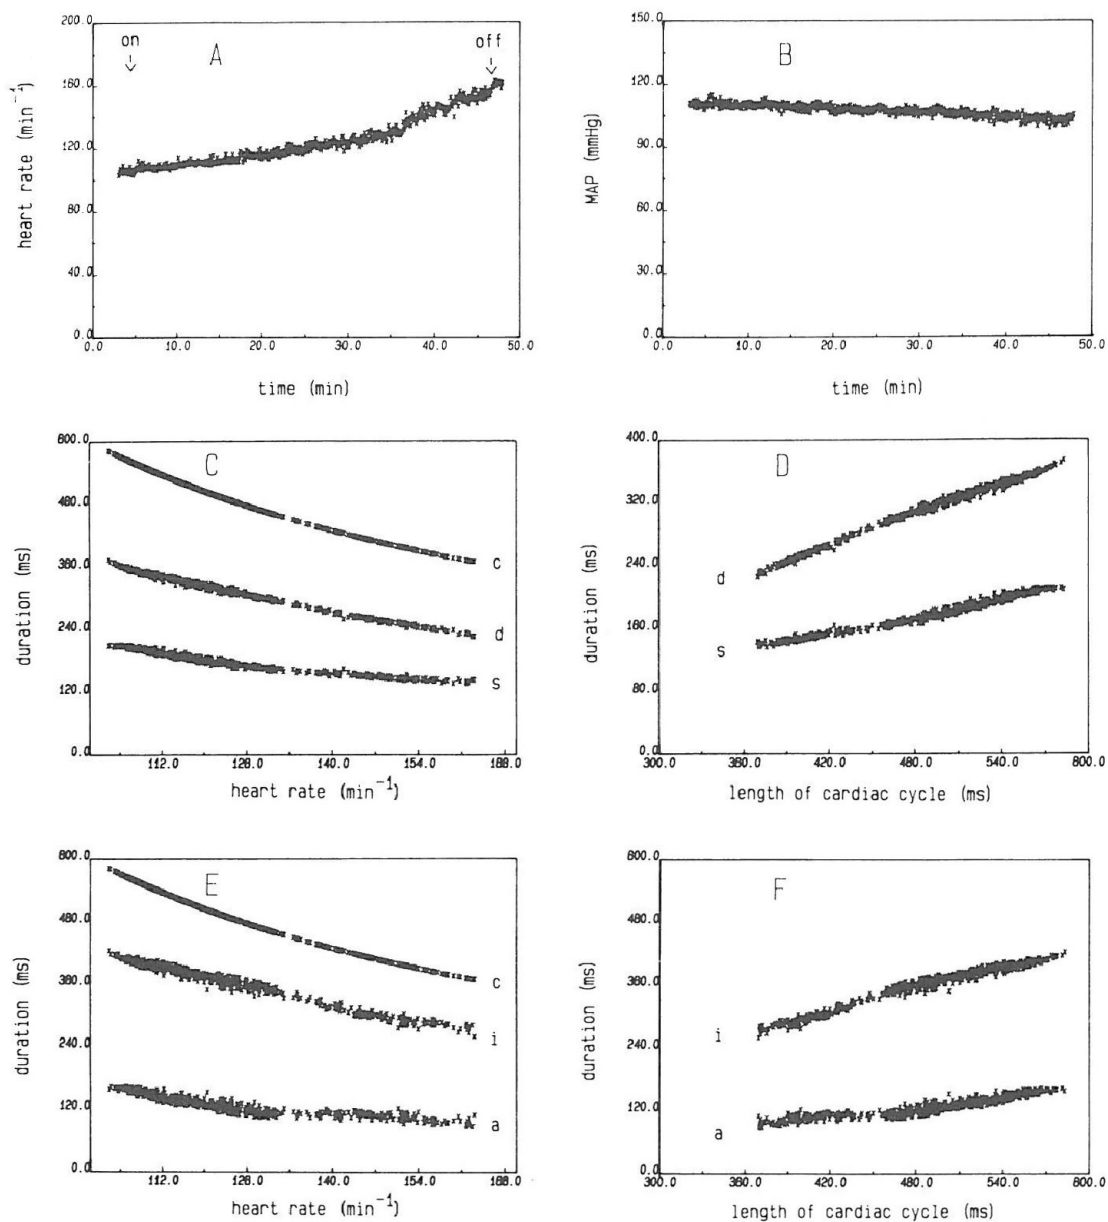 200.0
160.0
120.0
80.0
40.0
0.0
heart rate (min⁻¹)
on
off
A
0.0 10.0 20.0 30.0 40.0 50.0
time (min)
150.0
120.0
90.0
60.0
30.0
0.0
MAP (mmHg)
B
0.0 10.0 20.0 30.0 40.0 50.0
time (min)
600.0
480.0
360.0
240.0
120.0
0.0
duration (ms)
C
c
d
s
112.0 126.0 140.0 154.0 168.0
heart rate (min⁻¹)
400.0
320.0
240.0
160.0
80.0
0.0
duration (ms)
D
d
s
300.0 360.0 420.0 480.0 540.0 600.0
length of cardiac cycle (ms)
600.0
480.0
360.0
240.0
120.0
0.0
duration (ms)
E
c
i
a
112.0 126.0 140.0 154.0 168.0
heart rate (min⁻¹)
600.0
480.0
360.0
240.0
120.0
0.0
duration (ms)
F
i
a
300.0 360.0 420.0 480.0 540.0 600.0
length of cardiac cycle (ms)